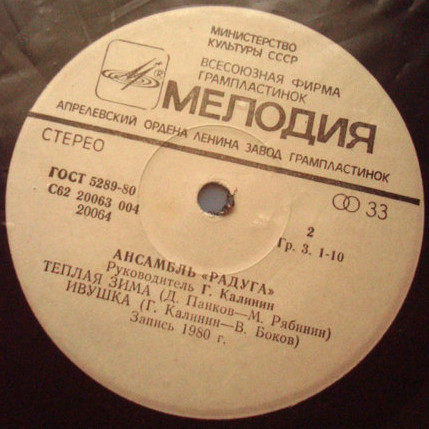 МИНИСТЕРСТВО
КУЛЬТУРЫ СССР
ВСЕСОЮЗНАЯ ФИРМА
ГРАМПЛАСТИНОК
®
МЕЛОДИЯ
АПРЕЛЕВСКИЙ ОРДЕНА ЛЕНИНА ЗАВОД ГРАМПЛАСТИНОК
СТЕРЕО
33
ГОСТ 5289-80
С62 20063 004
20064
2
Гр. 3. 1-10
АНСАМБЛЬ «РАДУГА»
Руководитель Г. Калинин
ТЕПЛАЯ ЗИМА (Д. Панков—М. Рябинин)
ИВУШКА (Г. Калинин—В. Боков)
Запись 1980 г.